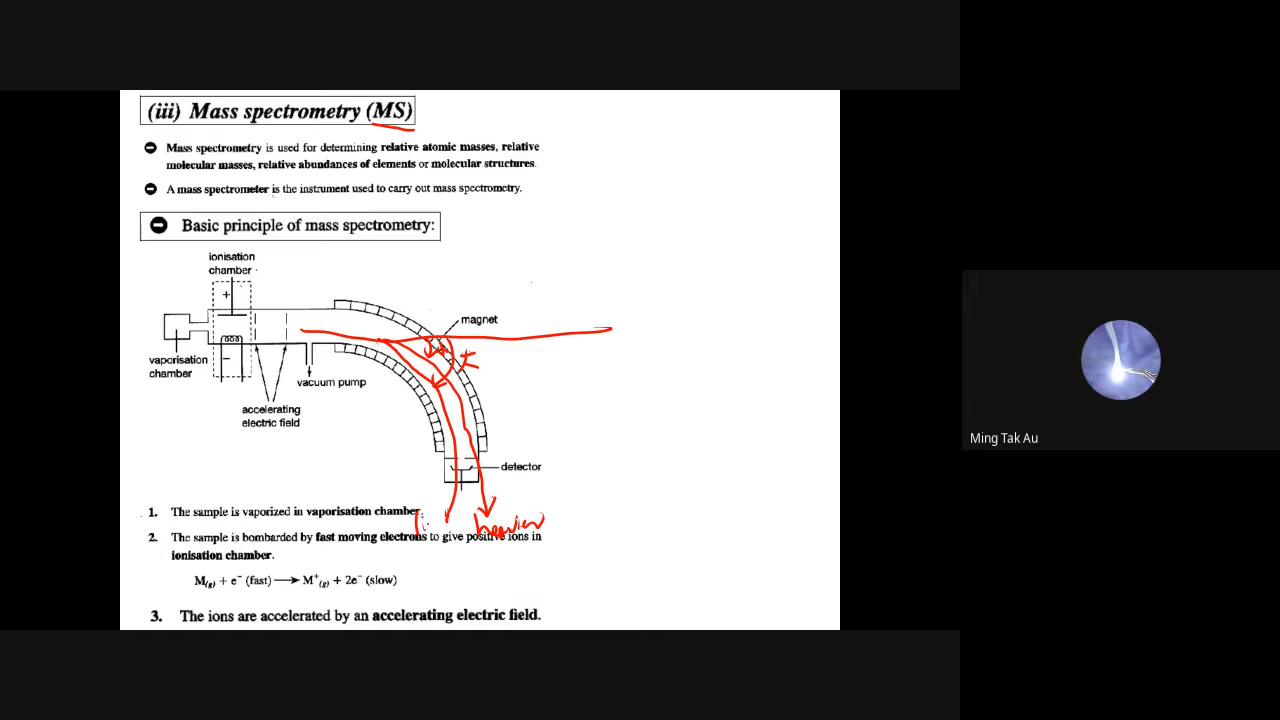 (iii) Mass spectrometry (MS)
Mass spectrometry is used for determining relative atomic masses, relative
molecular masses, relative abundances of elements or molecular structures.
A mass spectrometer is the instrument used to carry out mass spectrometry.
Basic principle of mass spectrometry:
ionisation
chamber
+
magnet
−
vaporisation
chamber
vacuum pump
accelerating
electric field
detector
1. The sample is vaporized in vaporisation chamber.
heavier
2. The sample is bombarded by fast moving electrons to give positive ions in
ionisation chamber.
M(g) + e⁻ (fast) ⟶ M⁺(g) + 2e⁻ (slow)
3. The ions are accelerated by an accelerating electric field.
Ming Tak Au